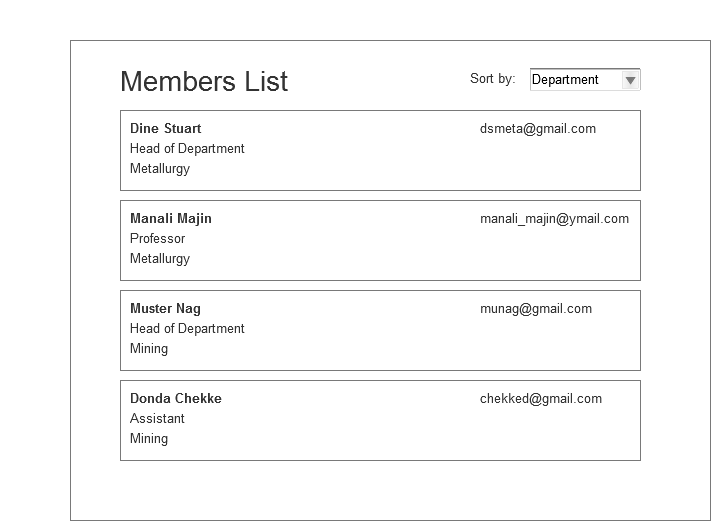 Members List
Sort by: Department
Dine Stuart dsmeta@gmail.com
Head of Department
Metallurgy
Manali Majin manali_majin@ymail.com
Professor
Metallurgy
Muster Nag munag@gmail.com
Head of Department
Mining
Donda Chekke chekked@gmail.com
Assistant
Mining